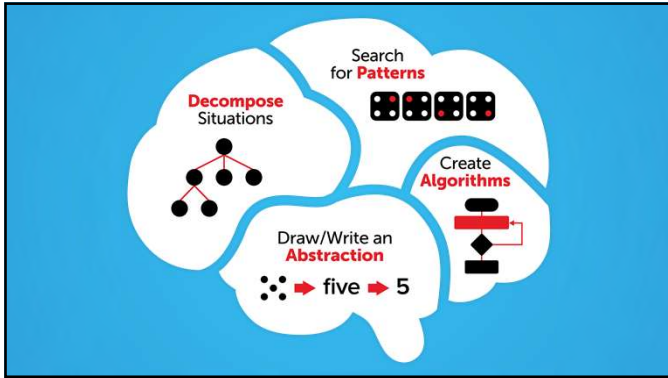 Search
for Patterns
Decompose
Situations
Create
Algorithms
Draw/Write an
Abstraction
five 5